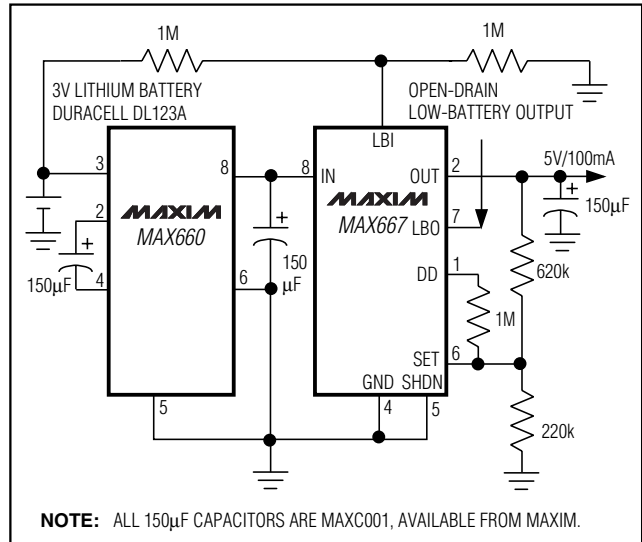 1M
1M
3V LITHIUM BATTERY
DURACELL DL123A
OPEN-DRAIN
LOW-BATTERY OUTPUT
LBI
3
8
8
IN
OUT
2
5V/100mA
MAXIM
MAX660
MAXIM
MAX667
2
+
150µF
4
+
150
µF
6
LBO
7
+
150µF
DD
1
620k
1M
SET
6
GND
SHDN
5
4
5
220k
NOTE: ALL 150µF CAPACITORS ARE MAXC001, AVAILABLE FROM MAXIM.